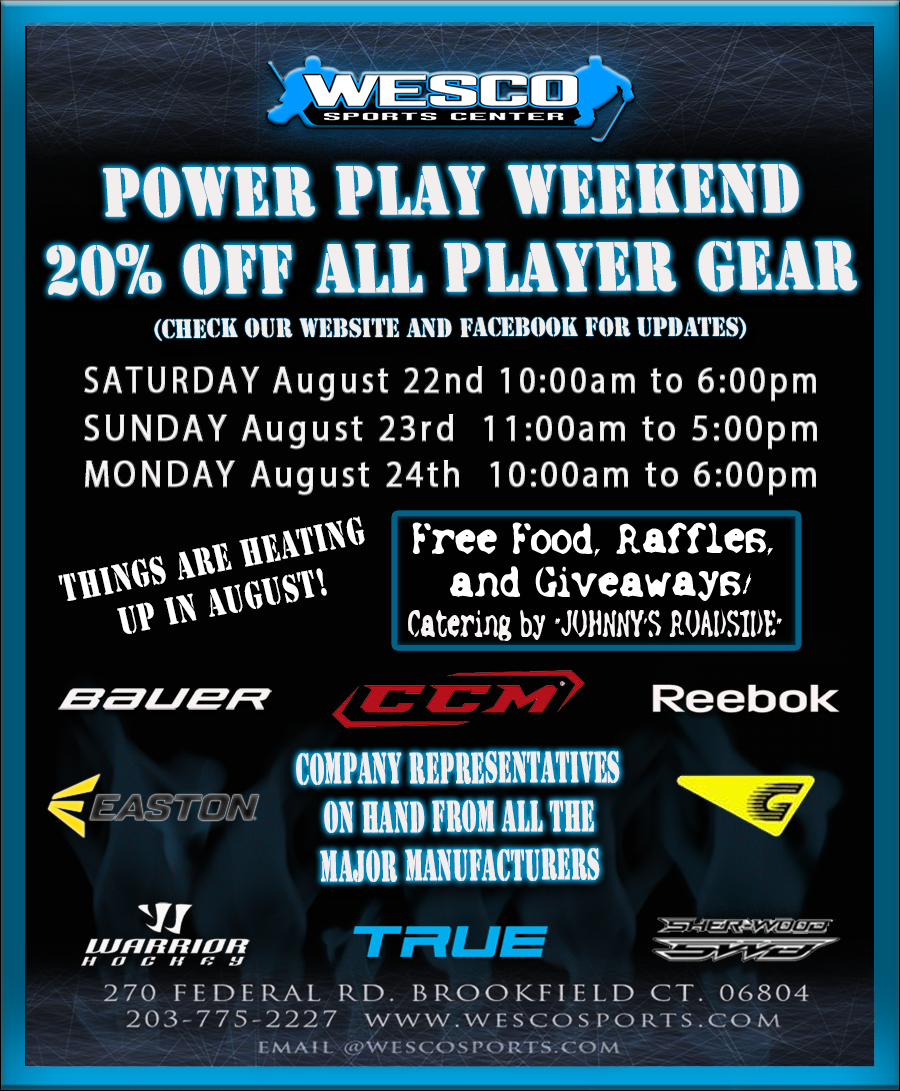 WESCO
SPORTS CENTER
POWER PLAY WEEKEND
20% OFF ALL PLAYER GEAR
(CHECK OUR WEBSITE AND FACEBOOK FOR UPDATES)
SATURDAY August 22nd 10:00am to 6:00pm
SUNDAY August 23rd 11:00am to 5:00pm
MONDAY August 24th 10:00am to 6:00pm
THINGS ARE HEATING
UP IN AUGUST!
Free Food, Raffles,
and Giveaways!
Catering by "JOHNNY'S ROADSIDE"
BAUER
CCM
Reebok
EASTON
COMPANY REPRESENTATIVES
ON HAND FROM ALL THE
MAJOR MANUFACTURERS
G
WARRIOR
HOCKEY
TRUE
SHER-WOOD
SWD
270 FEDERAL RD. BROOKFIELD CT. 06804
203-775-2227 WWW.WESCOSPORTS.COM
EMAIL @WESCOSPORTS.COM